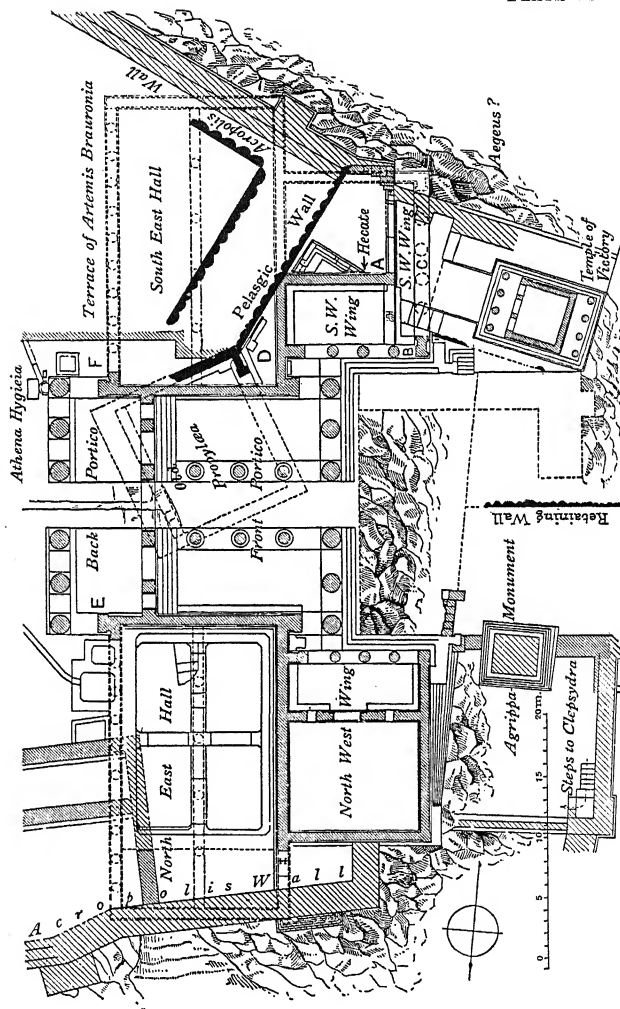 Athena Hygieia
Terrace of Artemis Brauronia
Wall
F
Acropolis
South East Hall
Back
Portico
E
Pelasgic
Wall
D
Old
Propylæa
Front
Portico
S.W.
Wing
Hecate
A
B
C
S.W. Wing
Aegeus?
Temple of
Victory
North
East
Hall
Acropolis Wall
H
North West
Wing
Retaining Wall
Agrippa
Monument
Steps to Clepsydra
0 5 10 15 20 m.